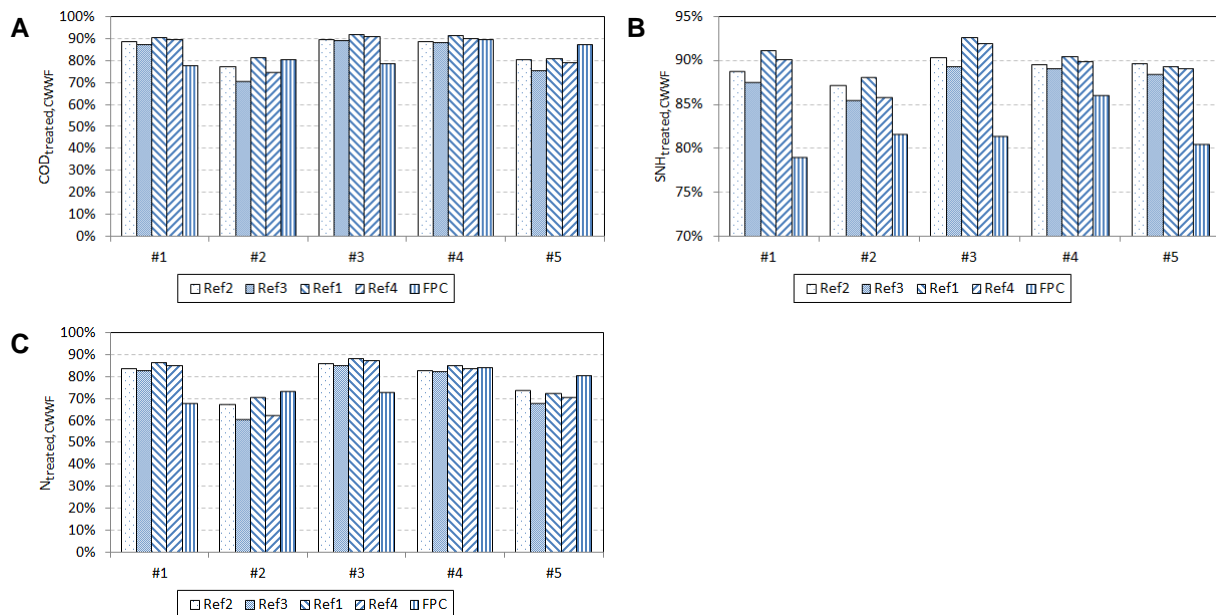 A
COD treated,CWWF
100%
90%
80%
70%
60%
50%
40%
30%
20%
10%
0%
#1 #2 #3 #4 #5
Ref2 Ref3 Ref1 Ref4 FPC
B
SNH treated,CWWF
95%
90%
85%
80%
75%
70%
#1 #2 #3 #4 #5
Ref2 Ref3 Ref1 Ref4 FPC
C
N treated,CWWF
100%
90%
80%
70%
60%
50%
40%
30%
20%
10%
0%
#1 #2 #3 #4 #5
Ref2 Ref3 Ref1 Ref4 FPC